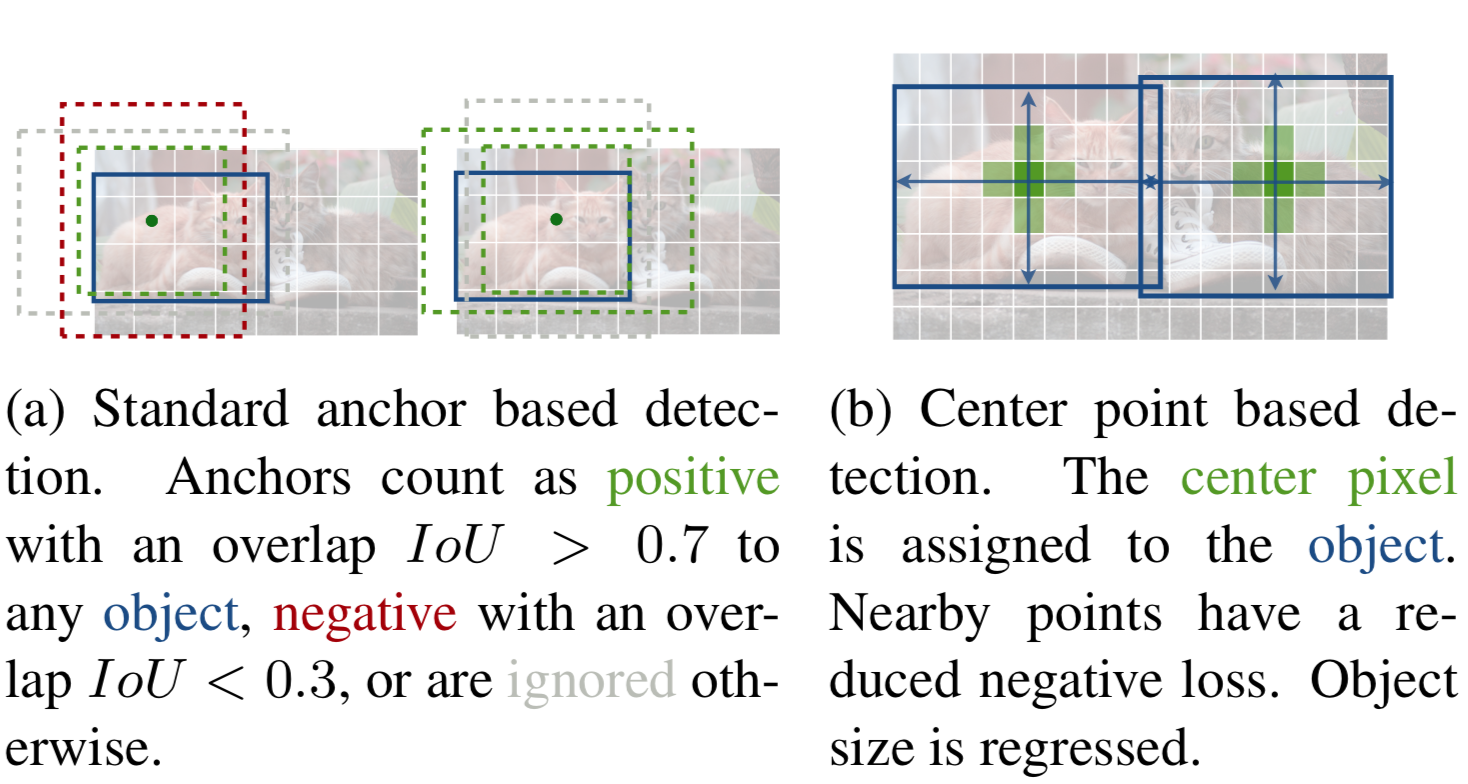 (a) Standard anchor based detec-
tion. Anchors count as positive
with an overlap IoU > 0.7 to
any object, negative with an over-
lap IoU < 0.3, or are ignored oth-
erwise.
(b) Center point based de-
tection. The center pixel
is assigned to the object.
Nearby points have a re-
duced negative loss. Object
size is regressed.